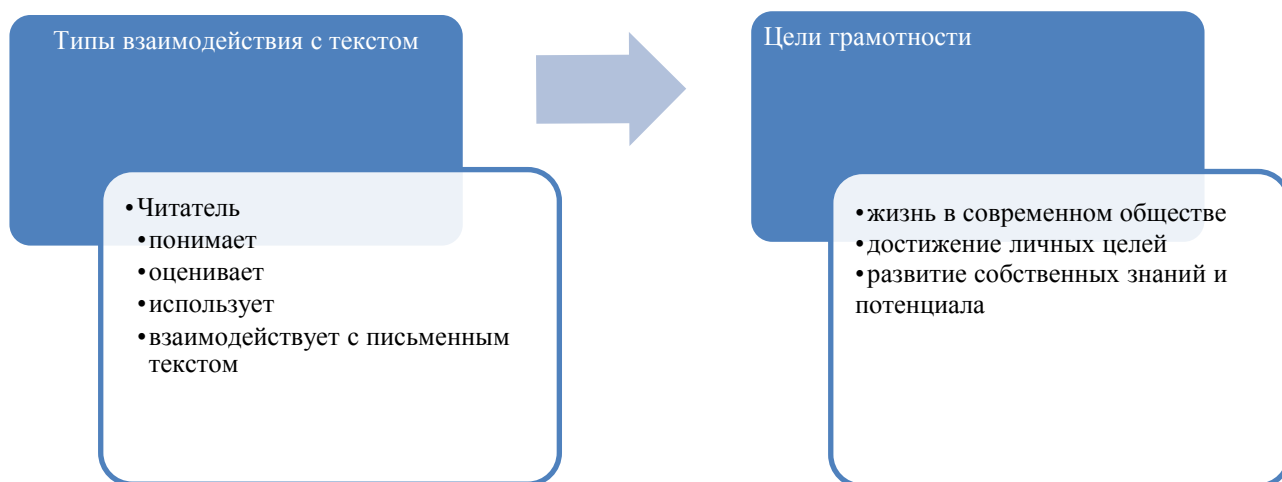 Типы взаимодействия с текстом
•Читатель
•понимает
•оценивает
•использует
•взаимодействует с письменным
текстом
Цели грамотности
•жизнь в современном обществе
•достижение личных целей
•развитие собственных знаний и
потенциала